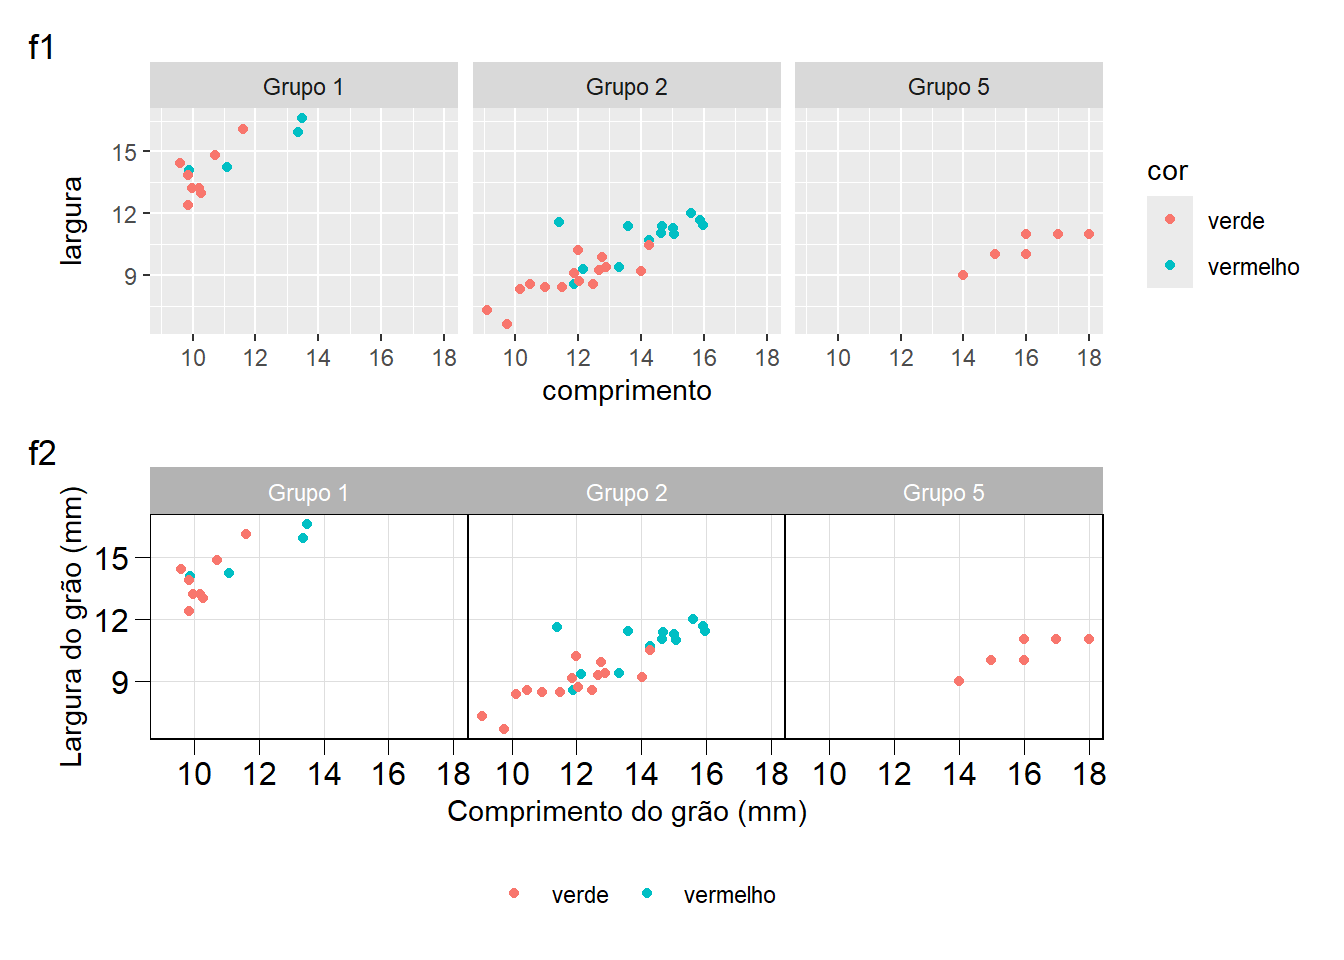 f1
Grupo 1 Grupo 2 Grupo 5
15
12
9
largura
10 12 14 16 18 10 12 14 16 18 10 12 14 16 18
comprimento
cor
verde
vermelho
f2
Grupo 1 Grupo 2 Grupo 5
15
12
9
Largura do grão (mm)
10 12 14 16 18 10 12 14 16 18 10 12 14 16 18
Comprimento do grão (mm)
verde vermelho